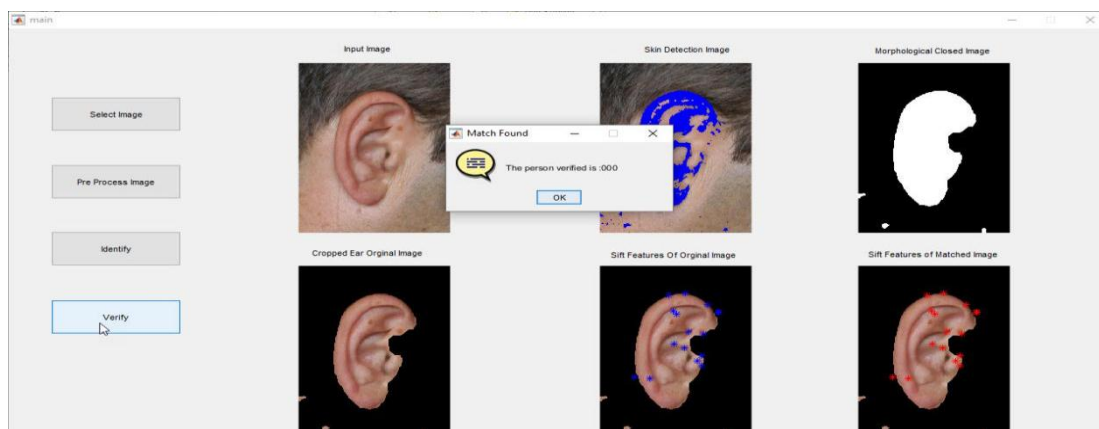 main
Input Image
Skin Detection Image
Morphological Closed Image
Select Image
Match Found
The person verified is :000
OK
Pre Process Image
Identify
Cropped Ear Orginal Image
Sift Features Of Orginal Image
Sift Features of Matched Image
Verify